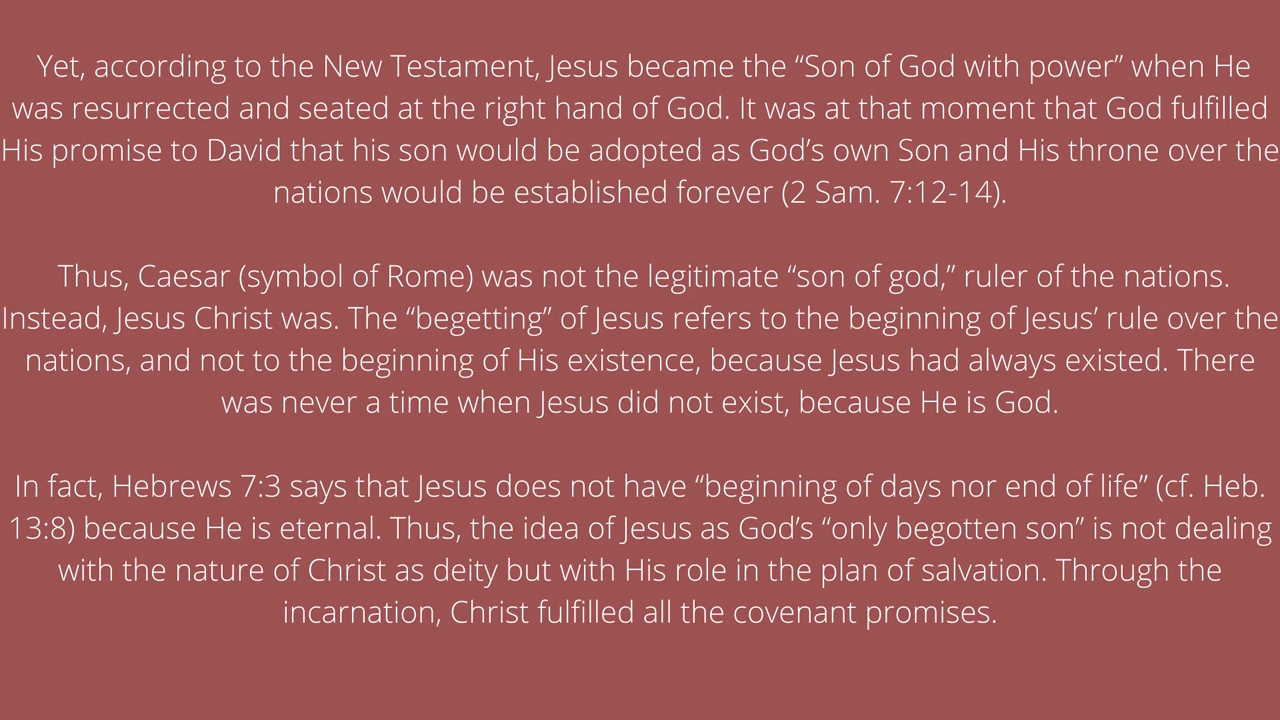 Yet, according to the New Testament, Jesus became the “Son of God with power” when He
was resurrected and seated at the right hand of God. It was at that moment that God fulfilled
His promise to David that his son would be adopted as God’s own Son and His throne over the
nations would be established forever (2 Sam. 7:12-14).
Thus, Caesar (symbol of Rome) was not the legitimate “son of god,” ruler of the nations.
Instead, Jesus Christ was. The “begetting” of Jesus refers to the beginning of Jesus’ rule over the
nations, and not to the beginning of His existence, because Jesus had always existed. There
was never a time when Jesus did not exist, because He is God.
In fact, Hebrews 7:3 says that Jesus does not have “beginning of days nor end of life” (cf. Heb.
13:8) because He is eternal. Thus, the idea of Jesus as God’s “only begotten son” is not dealing
with the nature of Christ as deity but with His role in the plan of salvation. Through the
incarnation, Christ fulfilled all the covenant promises.